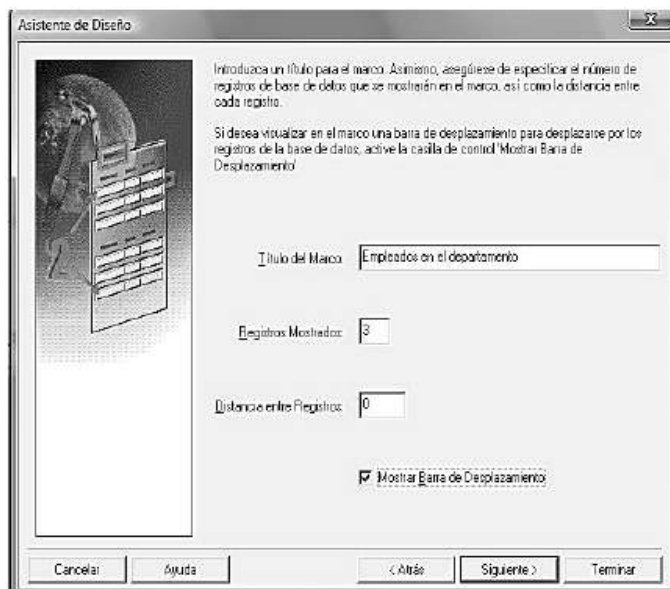 Asistente de Diseño
Introduzca un título para el marco. Asimismo, asegúrese de especificar el número de
registros de base de datos que se mostrarán en el marco, así como la distancia entre
cada registro.
Si desea visualizar en el marco una barra de desplazamiento para desplazarse por los
registros de la base de datos, active la casilla de control 'Mostrar Barra de
Desplazamiento'
Título del Marco:
Empleados en el departamento
Registros Mostrados:
3
Distancia entre Registros:
0
Mostrar Barra de Desplazamiento
Cancelar
Ayuda
< Atrás
Siguiente >
Terminar